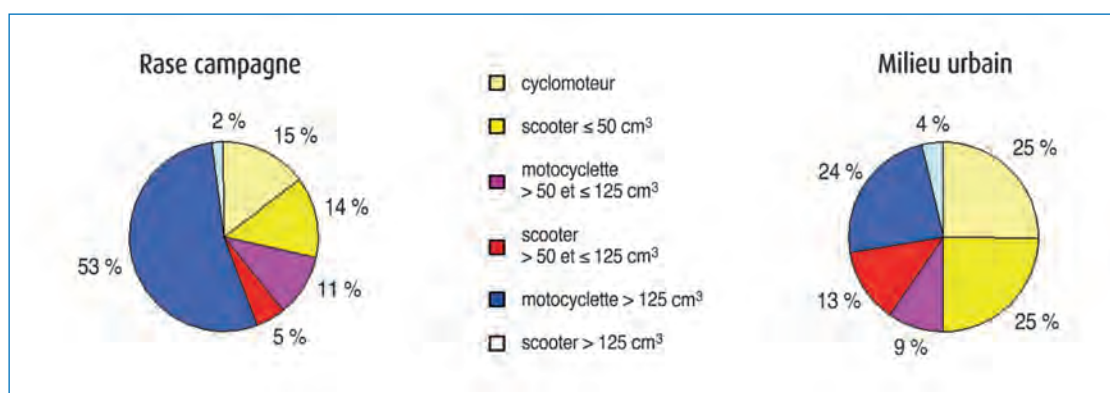 Rase campagne
2 %
15 %
14 %
11 %
5 %
53 %
cyclomoteur
scooter ≤ 50 cm³
motocyclette
> 50 et ≤ 125 cm³
scooter
> 50 et ≤ 125 cm³
motocyclette > 125 cm³
scooter > 125 cm³
Milieu urbain
4 %
25 %
25 %
9 %
13 %
24 %